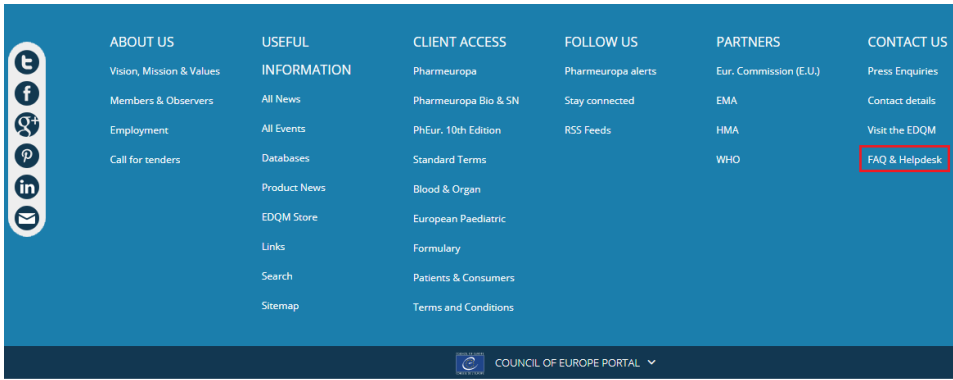 ABOUT US
Vision, Mission & Values
Members & Observers
Employment
Call for tenders
USEFUL
INFORMATION
All News
All Events
Databases
Product News
EDQM Store
Links
Search
Sitemap
CLIENT ACCESS
Pharmeuropa
Pharmeuropa Bio & SN
PhEur. 10th Edition
Standard Terms
Blood & Organ
European Paediatric
Formulary
Patients & Consumers
Terms and Conditions
FOLLOW US
Pharmeuropa alerts
Stay connected
RSS Feeds
PARTNERS
Eur. Commission (E.U.)
EMA
HMA
WHO
CONTACT US
Press Enquiries
Contact details
Visit the EDQM
FAQ & Helpdesk
COUNCIL OF EUROPE PORTAL